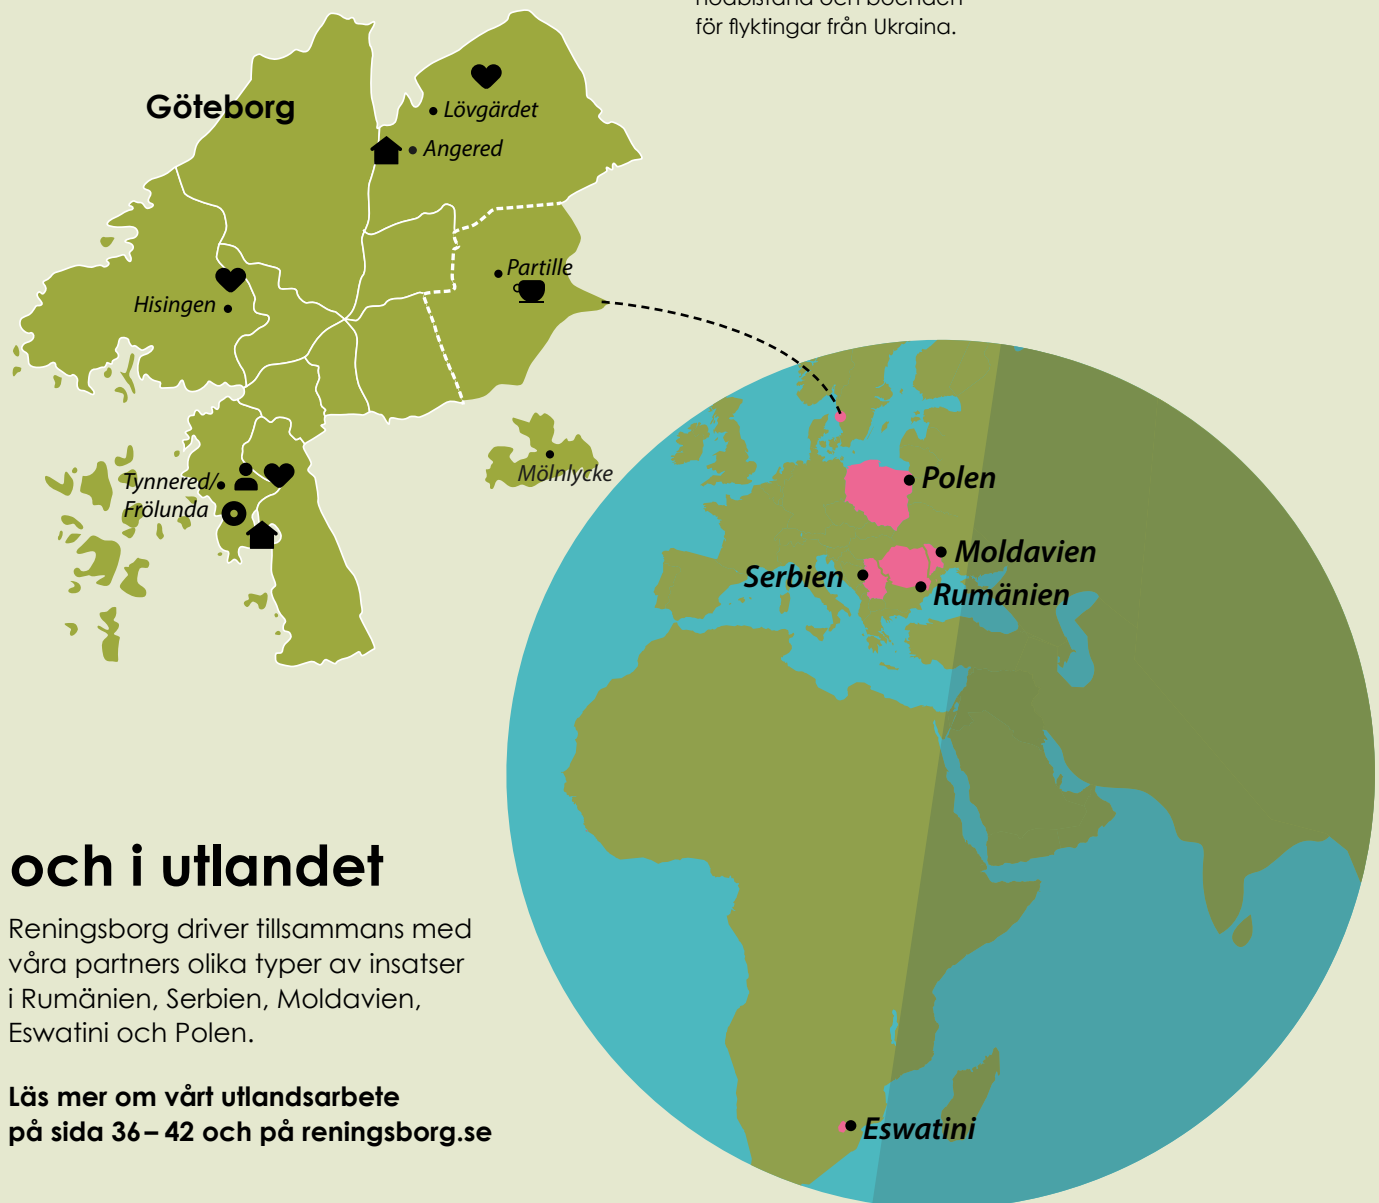 för flyktingar från Ukraina.
Göteborg
Lövgärdet
Angered
Partille
Hisingen
Mölnlycke
Tynnered/
Frölunda
Polen
Moldavien
Serbien
Rumänien
och i utlandet
Reningsborg driver tillsammans med
våra partners olika typer av insatser
i Rumänien, Serbien, Moldavien,
Eswatini och Polen.
Läs mer om vårt utlandsarbete
på sida 36 – 42 och på reningsborg.se
Eswatini